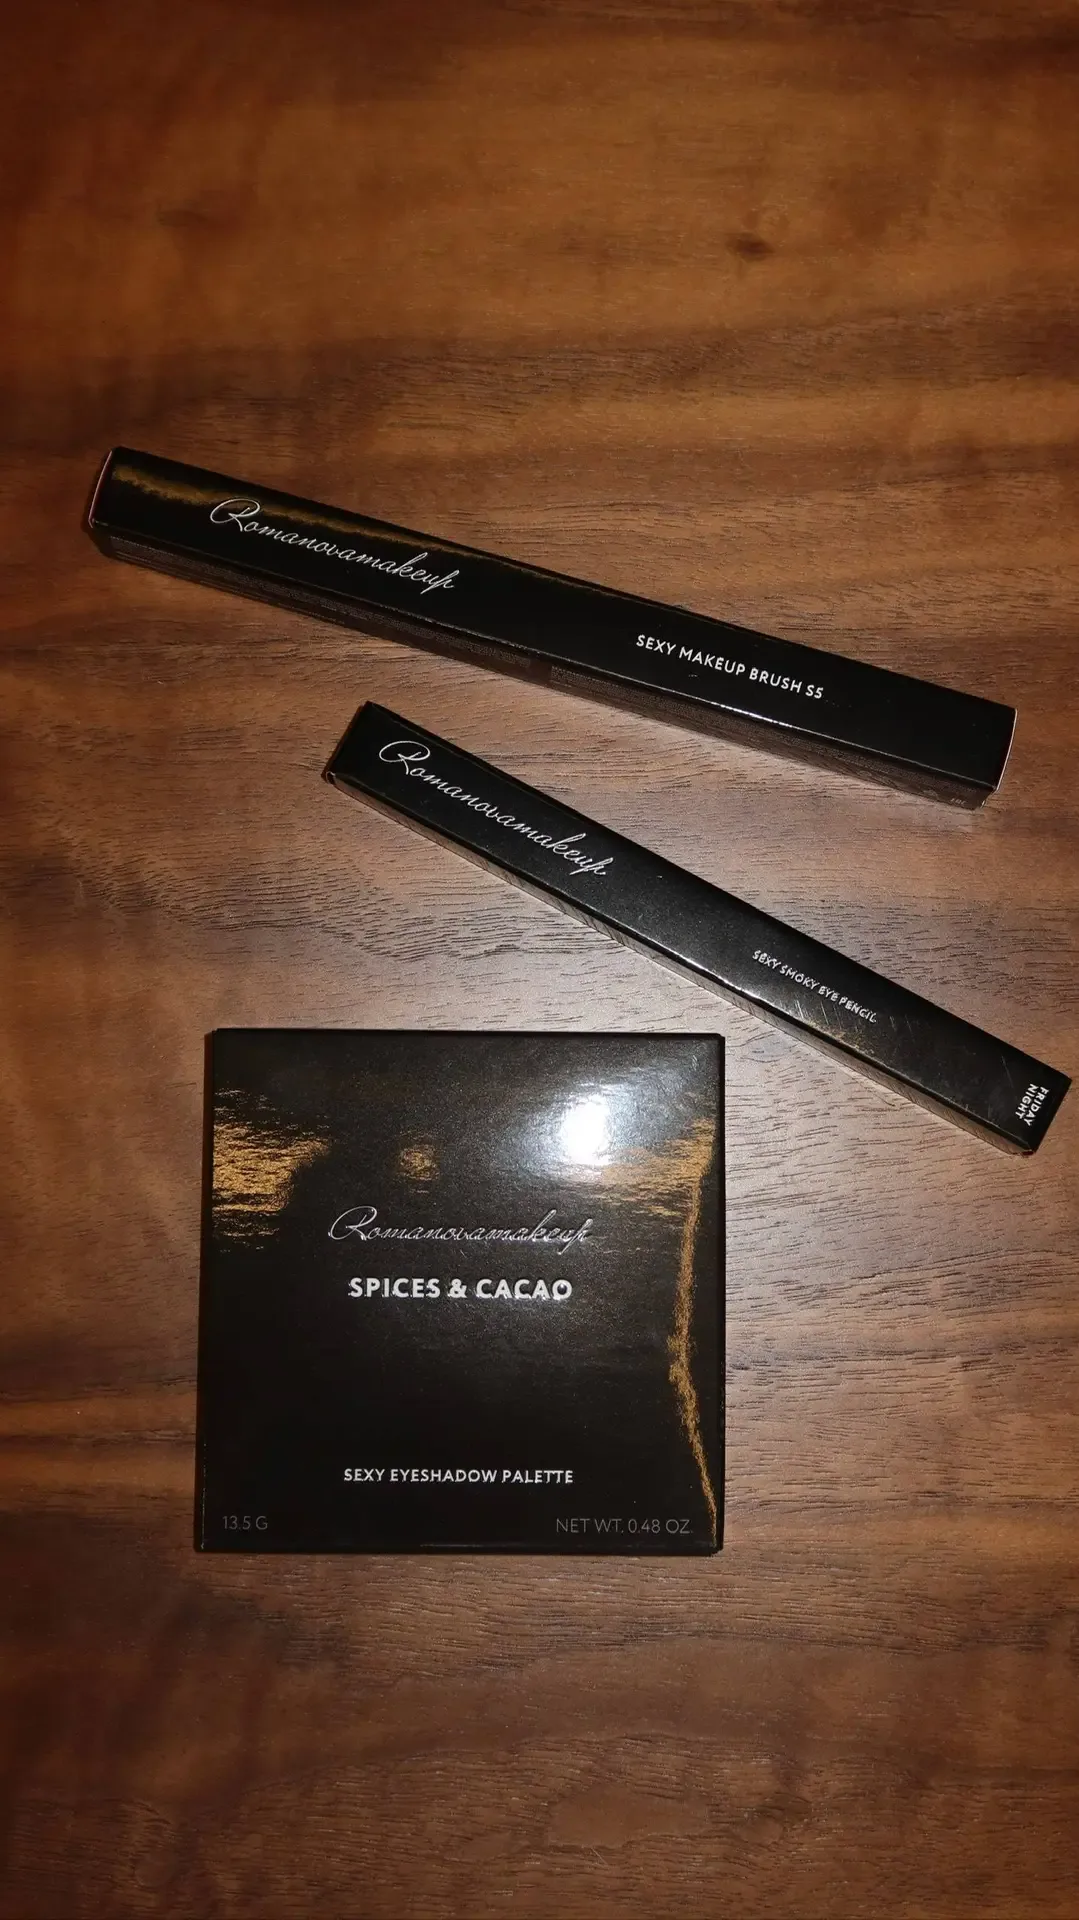 Romanovamakeup
SEXY MAKEUP BRUSH S5
Romanovamakeup
SEXY SMOKY EYE PENCIL
FRIDAY
NIGHT
Romanovamakeup
SPICES & CACAO
SEXY EYESHADOW PALETTE
13.5 G
NET WT. 0.48 OZ.